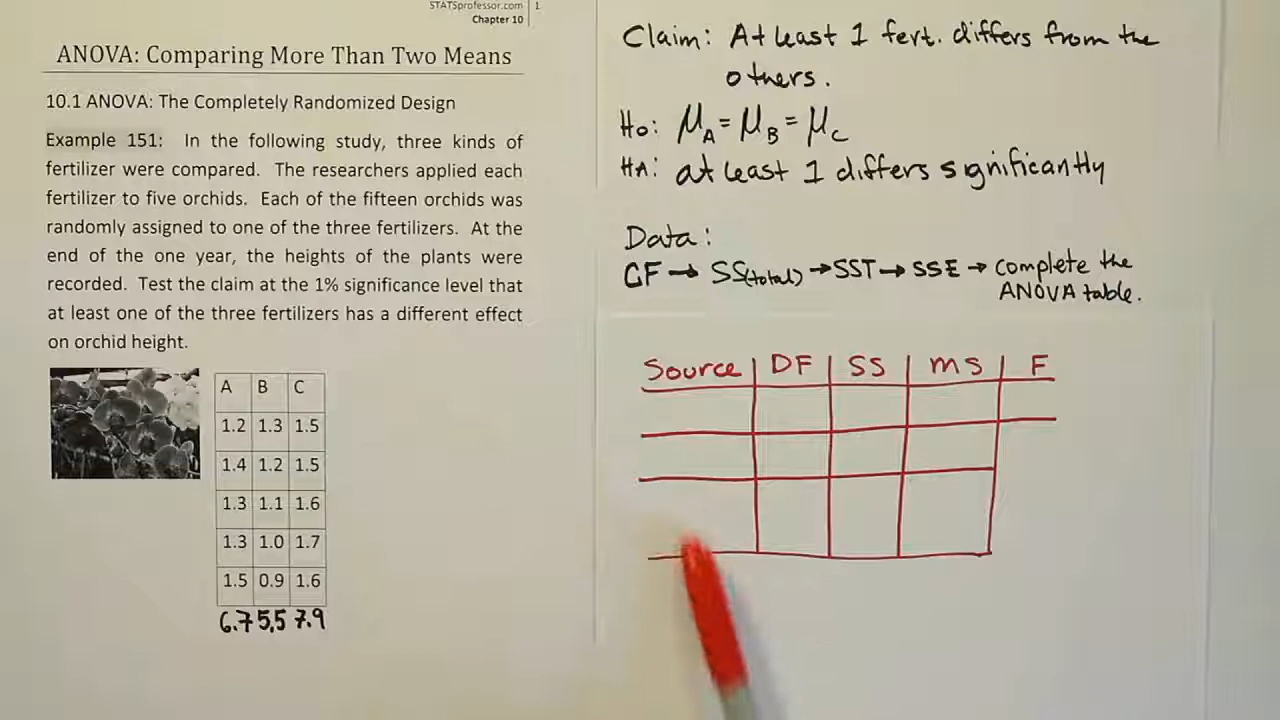 STATSprofessor.com | 1
Chapter 10
ANOVA: Comparing More Than Two Means
10.1 ANOVA: The Completely Randomized Design
Example 151: In the following study, three kinds of
fertilizer were compared. The researchers applied each
fertilizer to five orchids. Each of the fifteen orchids was
randomly assigned to one of the three fertilizers. At the
end of the one year, the heights of the plants were
recorded. Test the claim at the 1% significance level that
at least one of the three fertilizers has a different effect
on orchid height.
A B C
1.2 1.3 1.5
1.4 1.2 1.5
1.3 1.1 1.6
1.3 1.0 1.7
1.5 0.9 1.6
6.7 5.5 7.9
Claim: At least 1 fert. differs from the
others.
Ho: μA = μB = μC
HA: at least 1 differs significantly
Data:
CF → SS(total) → SST → SSE → Complete the
ANOVA table.
Source DF SS MS F